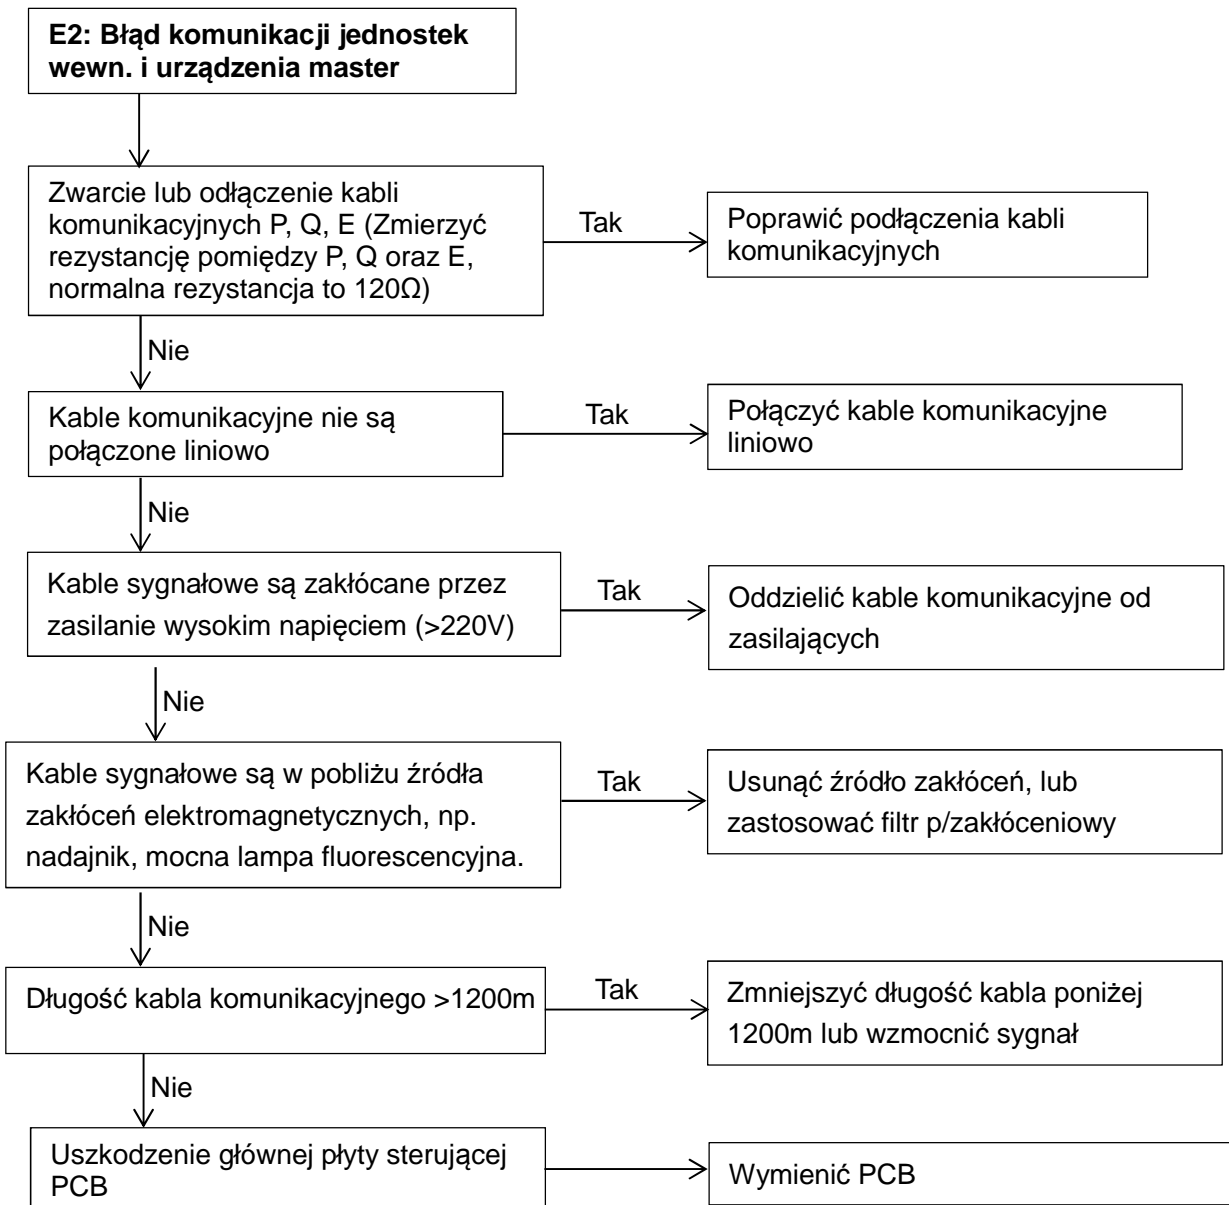 E2: Błąd komunikacji jednostek
wewn. i urządzenia master
Zwarcie lub odłączenie kabli
komunikacyjnych P, Q, E (Zmierzyć
rezystancję pomiędzy P, Q oraz E,
normalna rezystancja to 120Ω)
Tak
Poprawić podłączenia kabli
komunikacyjnych
Nie
Kable komunikacyjne nie są
połączone liniowo
Tak
Połączyć kable komunikacyjne
liniowo
Nie
Kable sygnałowe są zakłócane przez
zasilanie wysokim napięciem (>220V)
Tak
Oddzielić kable komunikacyjne od
zasilających
Nie
Kable sygnałowe są w pobliżu źródła
zakłóceń elektromagnetycznych, np.
nadajnik, mocna lampa fluorescencyjna.
Tak
Usunąć źródło zakłóceń, lub
zastosować filtr p/zakłóceniowy
Nie
Długość kabla komunikacyjnego >1200m
Tak
Zmniejszyć długość kabla poniżej
1200m lub wzmocnić sygnał
Nie
Uszkodzenie głównej płyty sterującej
PCB
Wymienić PCB